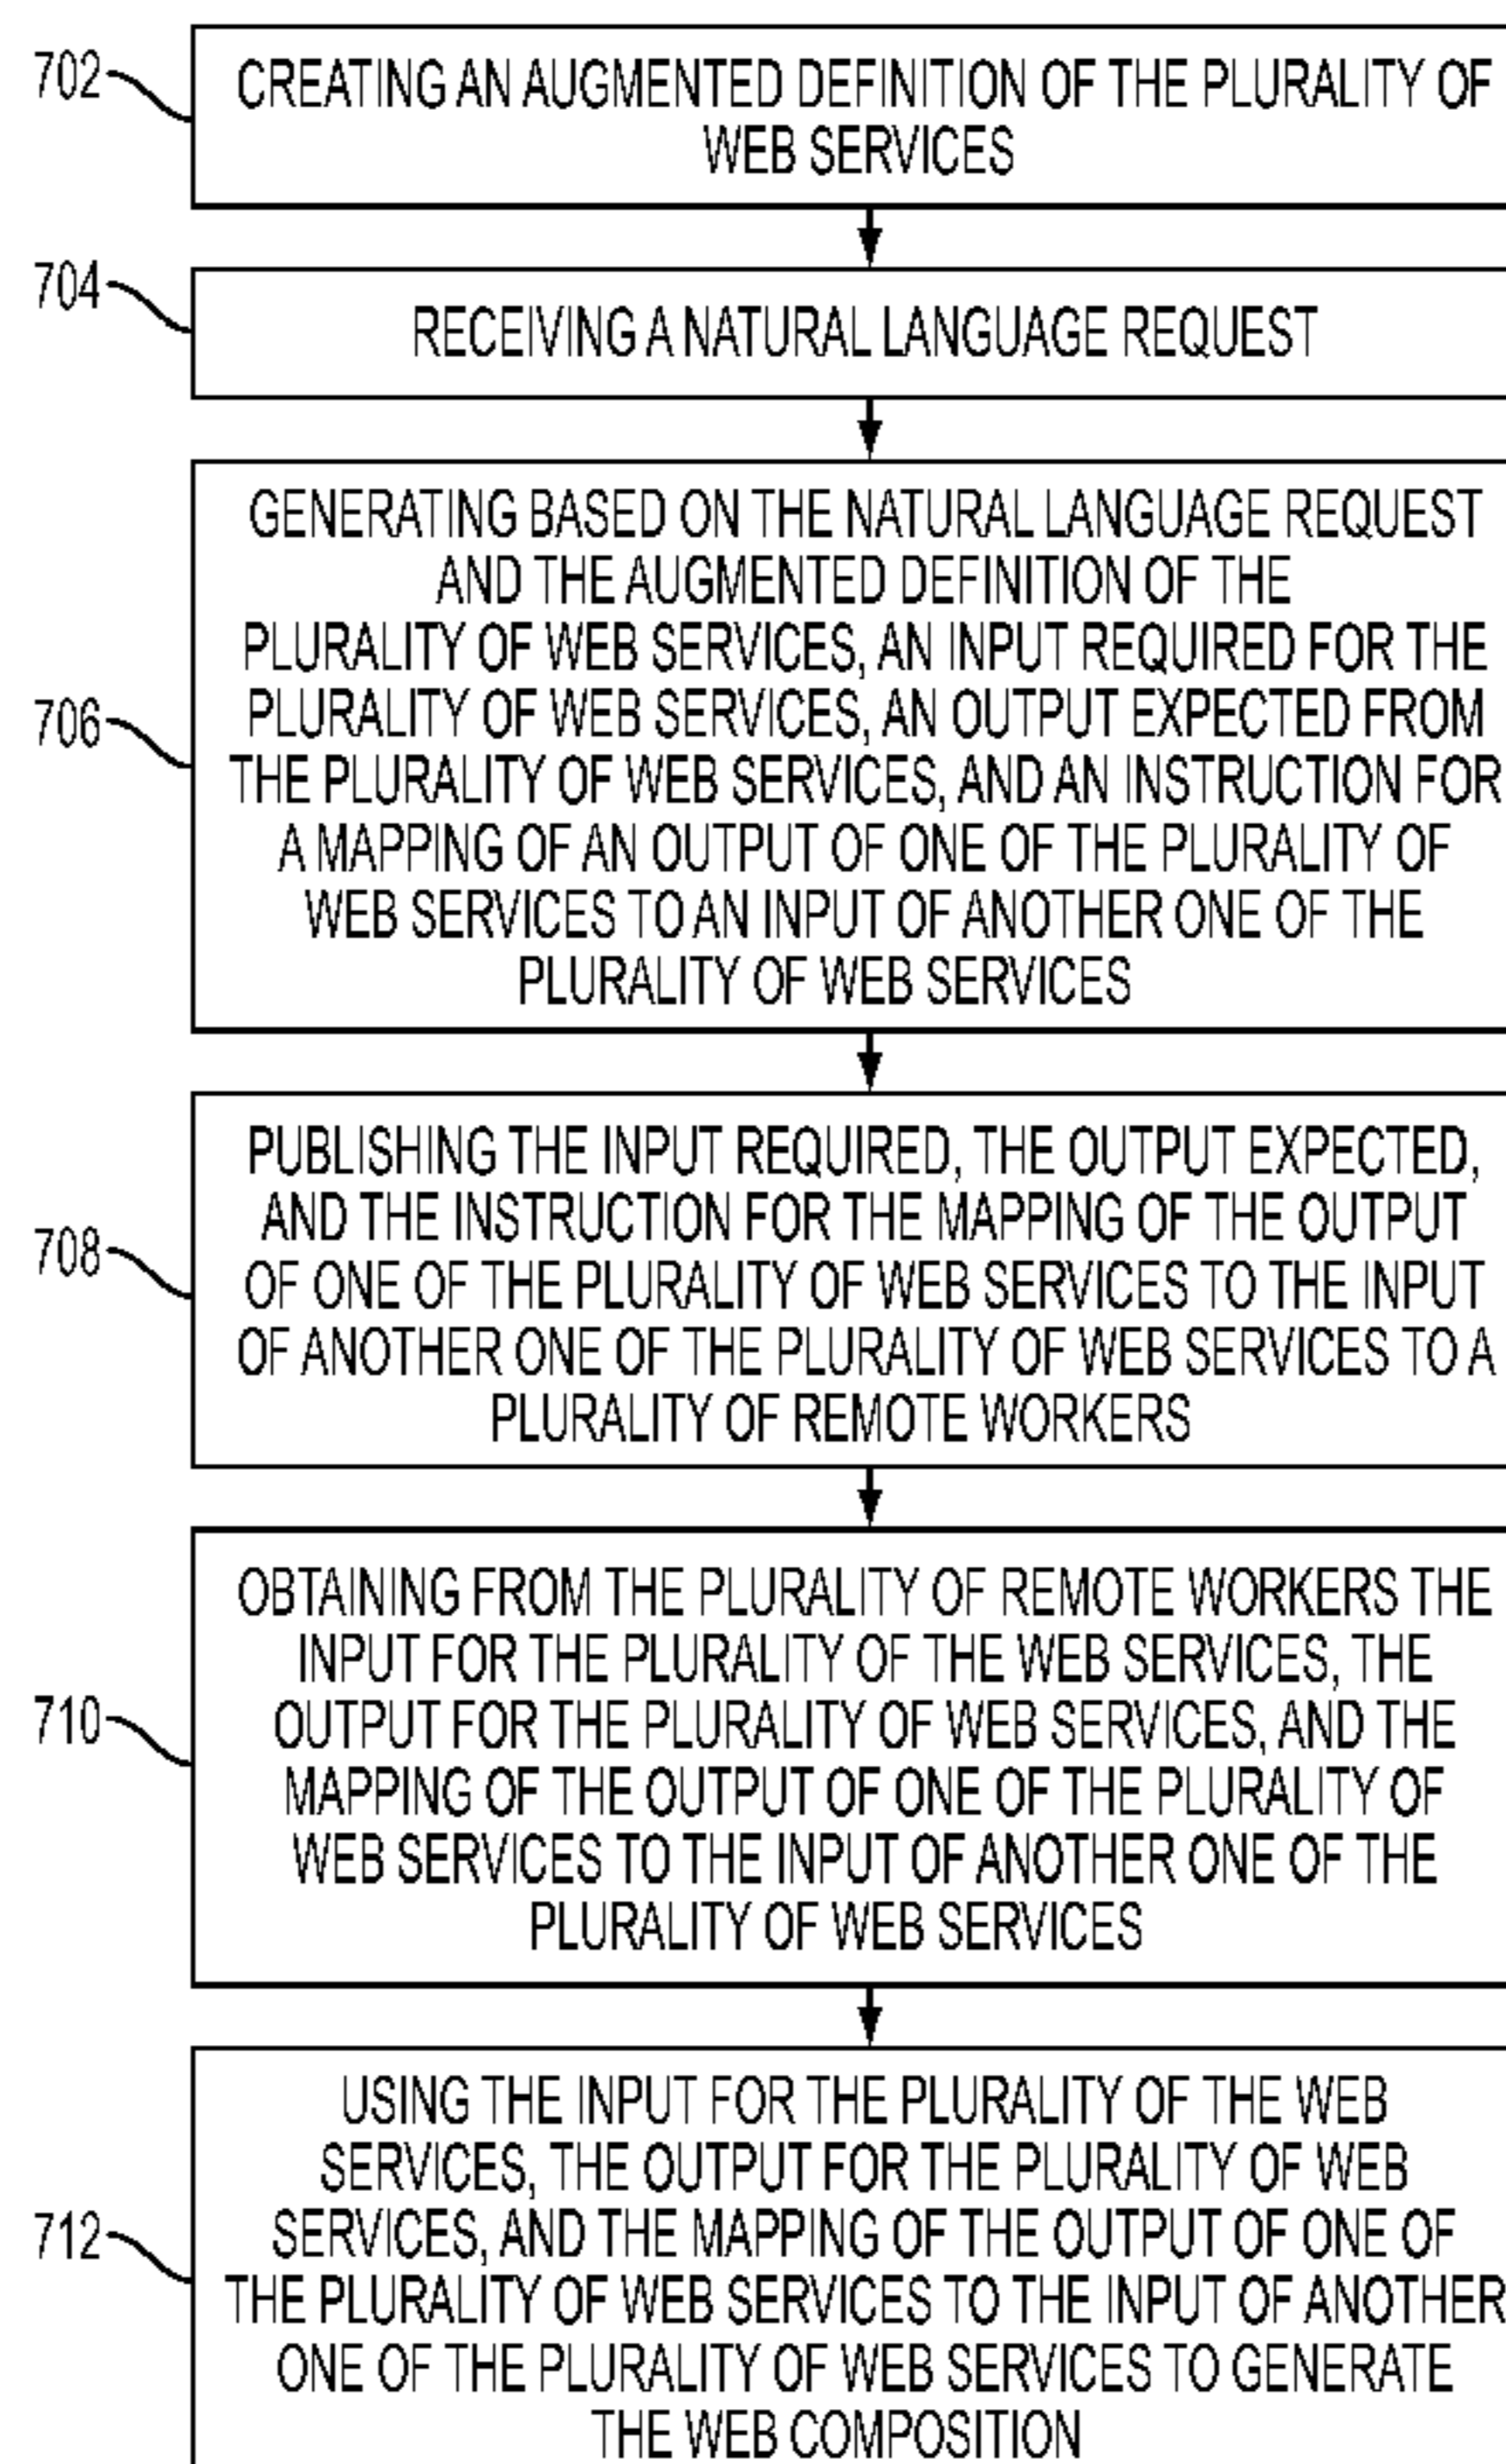 702
CREATING AN AUGMENTED DEFINITION OF THE PLURALITY OF
WEB SERVICES
704
RECEIVING A NATURAL LANGUAGE REQUEST
GENERATING BASED ON THE NATURAL LANGUAGE REQUEST
AND THE AUGMENTED DEFINITION OF THE
PLURALITY OF WEB SERVICES, AN INPUT REQUIRED FOR THE
706
PLURALITY OF WEB SERVICES, AN OUTPUT EXPECTED FROM
THE PLURALITY OF WEB SERVICES, AND AN INSTRUCTION FOR
A MAPPING OF AN OUTPUT OF ONE OF THE PLURALITY OF
WEB SERVICES TO AN INPUT OF ANOTHER ONE OF THE
PLURALITY OF WEB SERVICES
PUBLISHING THE INPUT REQUIRED, THE OUTPUT EXPECTED,
AND THE INSTRUCTION FOR THE MAPPING OF THE OUTPUT
708
OF ONE OF THE PLURALITY OF WEB SERVICES TO THE INPUT
OF ANOTHER ONE OF THE PLURALITY OF WEB SERVICES TO A
PLURALITY OF REMOTE WORKERS
OBTAINING FROM THE PLURALITY OF REMOTE WORKERS THE
INPUT FOR THE PLURALITY OF THE WEB SERVICES, THE
710
OUTPUT FOR THE PLURALITY OF WEB SERVICES, AND THE
MAPPING OF THE OUTPUT OF ONE OF THE PLURALITY OF
WEB SERVICES TO THE INPUT OF ANOTHER ONE OF THE
PLURALITY OF WEB SERVICES
USING THE INPUT FOR THE PLURALITY OF THE WEB
SERVICES, THE OUTPUT FOR THE PLURALITY OF WEB
712
SERVICES, AND THE MAPPING OF THE OUTPUT OF ONE OF
THE PLURALITY OF WEB SERVICES TO THE INPUT OF ANOTHER
ONE OF THE PLURALITY OF WEB SERVICES TO GENERATE
THE WEB COMPOSITION